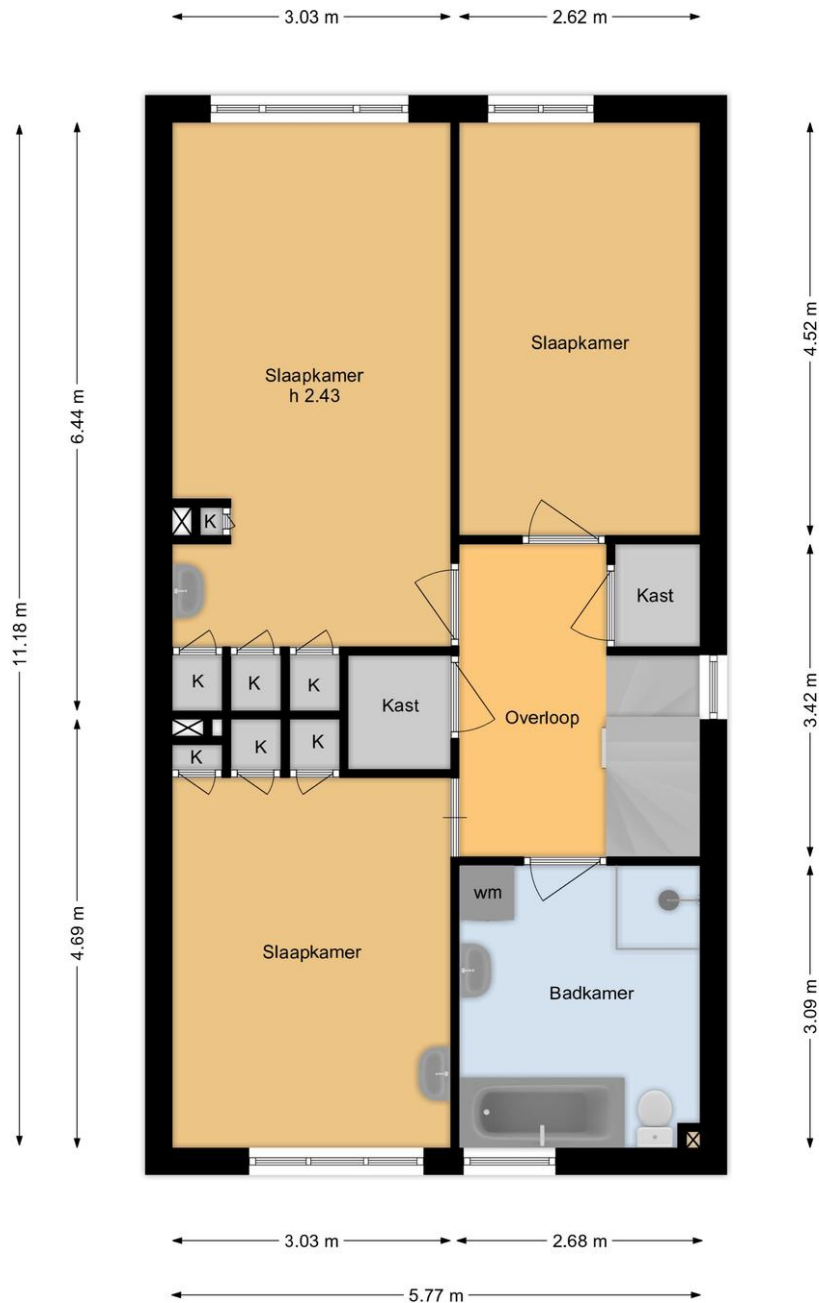 3.03 m
2.62 m
Slaapkamer
h 2.43
Slaapkamer
4.52 m
6.44 m
11.18 m
K
Kast
K
K
K
Kast
Overloop
3.42 m
K
K
K
wm
4.69 m
Slaapkamer
Badkamer
3.09 m
3.03 m
2.68 m
5.77 m